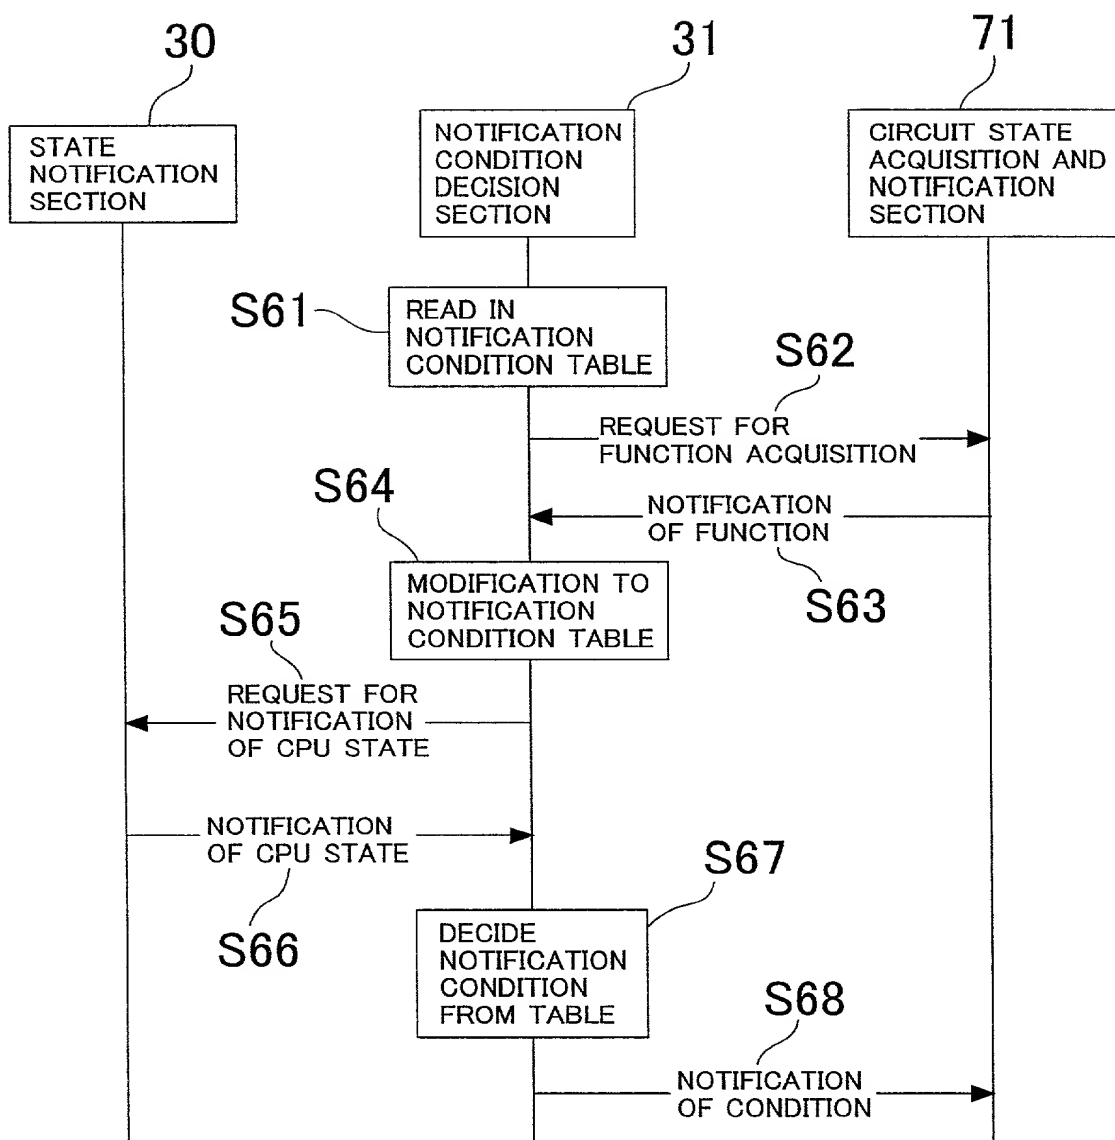 30
31
71
STATE
NOTIFICATION
SECTION
NOTIFICATION
CONDITION
DECISION
SECTION
CIRCUIT STATE
ACQUISITION AND
NOTIFICATION
SECTION
S61
READ IN
NOTIFICATION
CONDITION TABLE
S62
REQUEST FOR
FUNCTION ACQUISITION
NOTIFICATION
OF FUNCTION
S63
S64
MODIFICATION TO
NOTIFICATION
CONDITION TABLE
S65
REQUEST FOR
NOTIFICATION
OF CPU STATE
NOTIFICATION
OF CPU STATE
S66
S67
DECIDE
NOTIFICATION
CONDITION
FROM TABLE
S68
NOTIFICATION
OF CONDITION